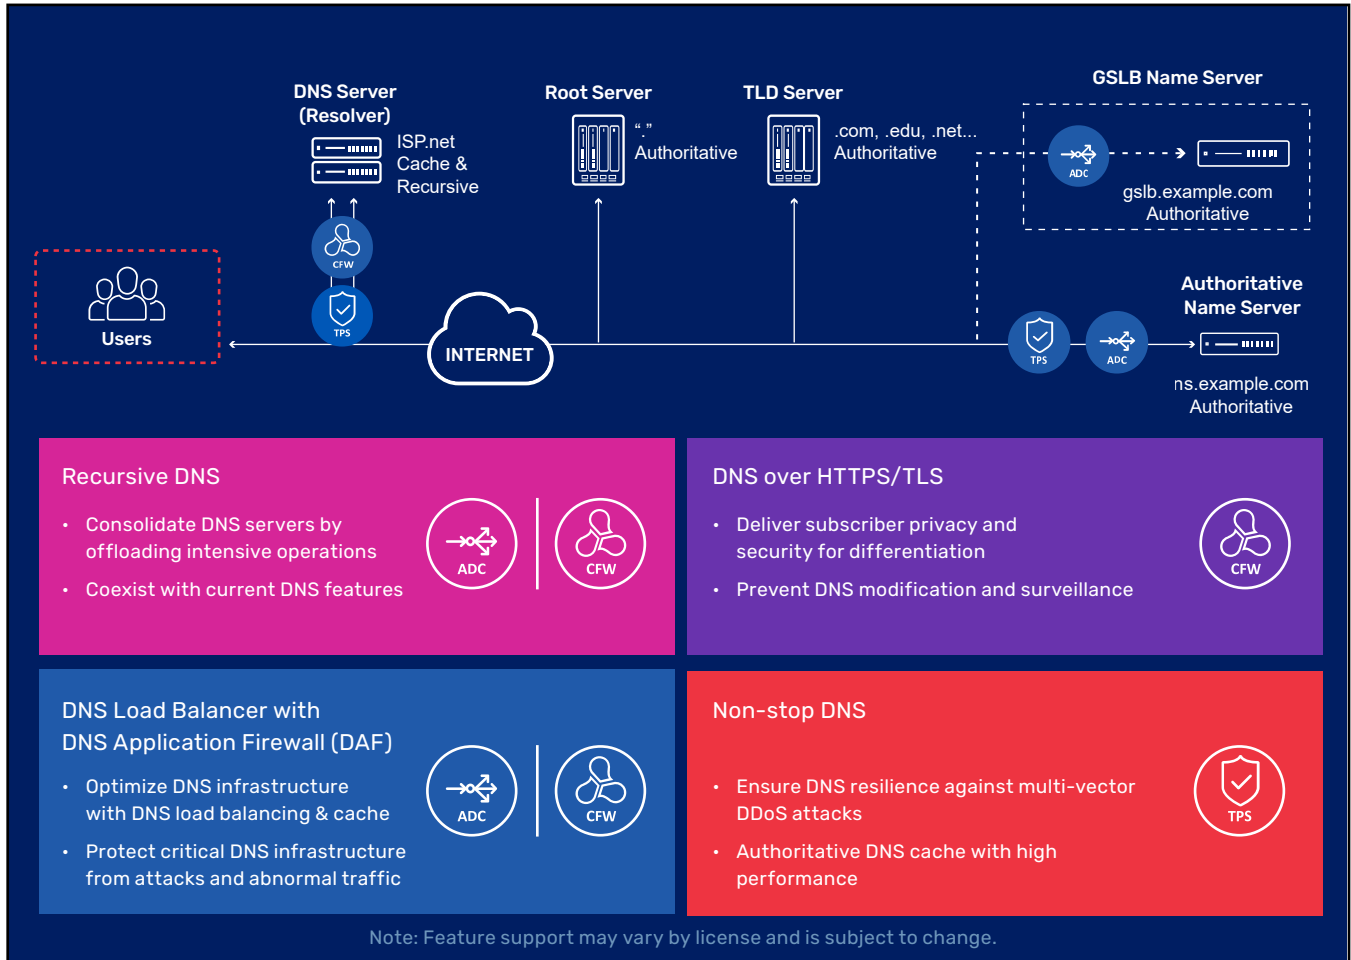 DNS Server
(Resolver)
ISP.net
Cache &
Recursive
CFW
TPS
Root Server
"."
Authoritative
TLD Server
.com, .edu, .net...
Authoritative
GSLB Name Server
ADC
gslb.example.com
Authoritative
Users
INTERNET
TPS
ADC
Authoritative
Name Server
ns.example.com
Authoritative
Recursive DNS
• Consolidate DNS servers by
offloading intensive operations
• Coexist with current DNS features
ADC
CFW
DNS over HTTPS/TLS
• Deliver subscriber privacy and
security for differentiation
• Prevent DNS modification and surveillance
CFW
DNS Load Balancer with
DNS Application Firewall (DAF)
• Optimize DNS infrastructure
with DNS load balancing & cache
• Protect critical DNS infrastructure
from attacks and abnormal traffic
ADC
CFW
Non-stop DNS
• Ensure DNS resilience against multi-vector
DDoS attacks
• Authoritative DNS cache with high
performance
TPS
Note: Feature support may vary by license and is subject to change.